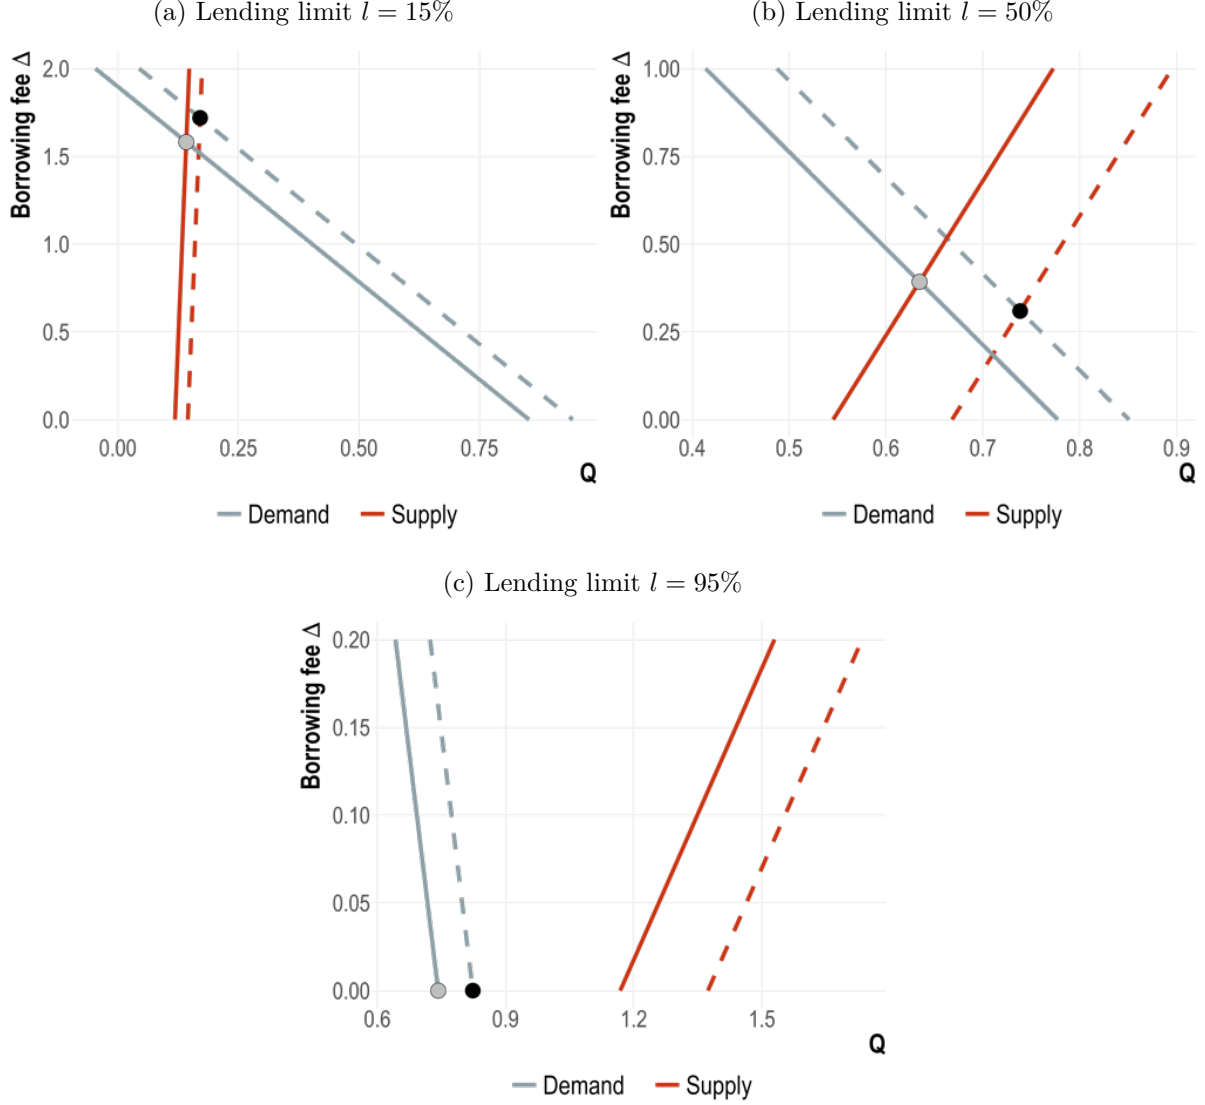 (a) Lending limit l = 15%
Borrowing fee Δ
2.0
1.5
1.0
0.5
0.0
0.00 0.25 0.50 0.75
Q
Demand Supply
(b) Lending limit l = 50%
Borrowing fee Δ
1.00
0.75
0.50
0.25
0.00
0.4 0.5 0.6 0.7 0.8 0.9
Q
Demand Supply
(c) Lending limit l = 95%
Borrowing fee Δ
0.20
0.15
0.10
0.05
0.00
0.6 0.9 1.2 1.5
Q
Demand Supply